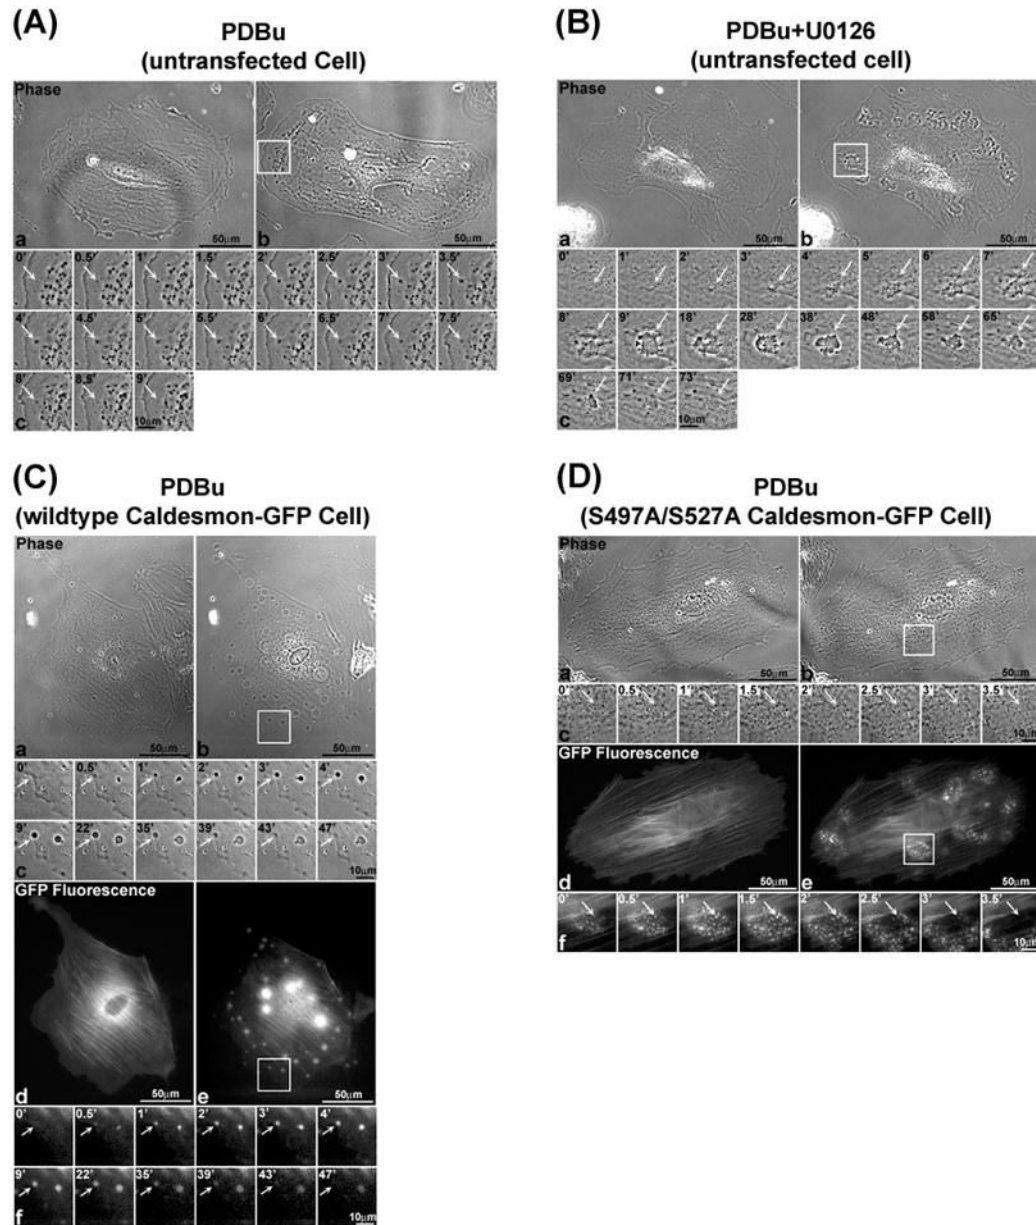 (A)
PDBu
(untransfected Cell)
Phase
a
50μm
b
50μm
0' 0.5' 1' 1.5' 2' 2.5' 3' 3.5'
4' 4.5' 5' 5.5' 6' 6.5' 7' 7.5'
8' 8.5' 9'
c
10μm
(B)
PDBu+U0126
(untransfected cell)
Phase
a
50μm
b
50μm
0' 1' 2' 3' 4' 5' 6' 7'
8' 9' 18' 28' 38' 48' 58' 65'
69' 71' 73'
c
10μm
(C)
PDBu
(wildtype Caldesmon-GFP Cell)
Phase
a
50μm
b
50μm
0' 0.5' 1' 2' 3' 4'
9' 22' 35' 39' 43' 47'
c
10μm
GFP Fluorescence
d
50μm
e
50μm
0' 0.5' 1' 2' 3' 4'
9' 22' 35' 39' 43' 47'
f
10μm
(D)
PDBu
(S497A/S527A Caldesmon-GFP Cell)
Phase
a
50μm
b
50μm
0' 0.5' 1' 1.5' 2' 2.5' 3' 3.5'
c
10μm
GFP Fluorescence
d
50μm
e
50μm
0' 0.5' 1' 1.5' 2' 2.5' 3' 3.5'
f
10μm